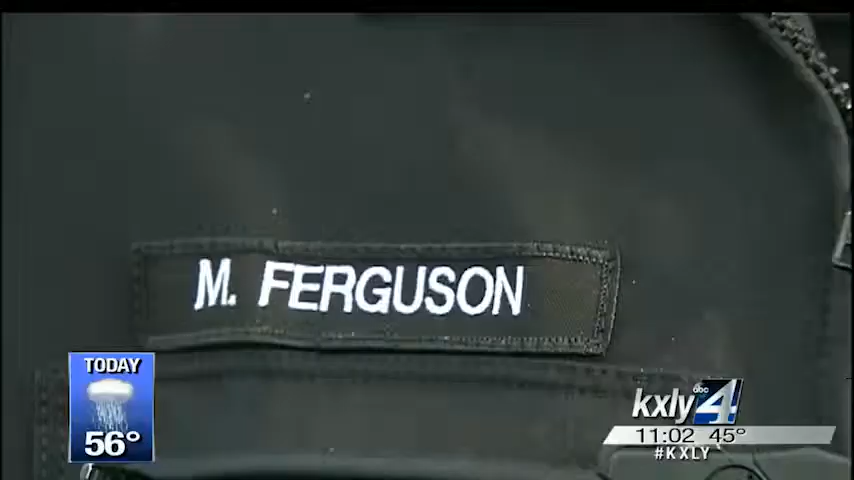 M. FERGUSON
TODAY
56°
kxly abc 4
11:02 45°
#KXLY